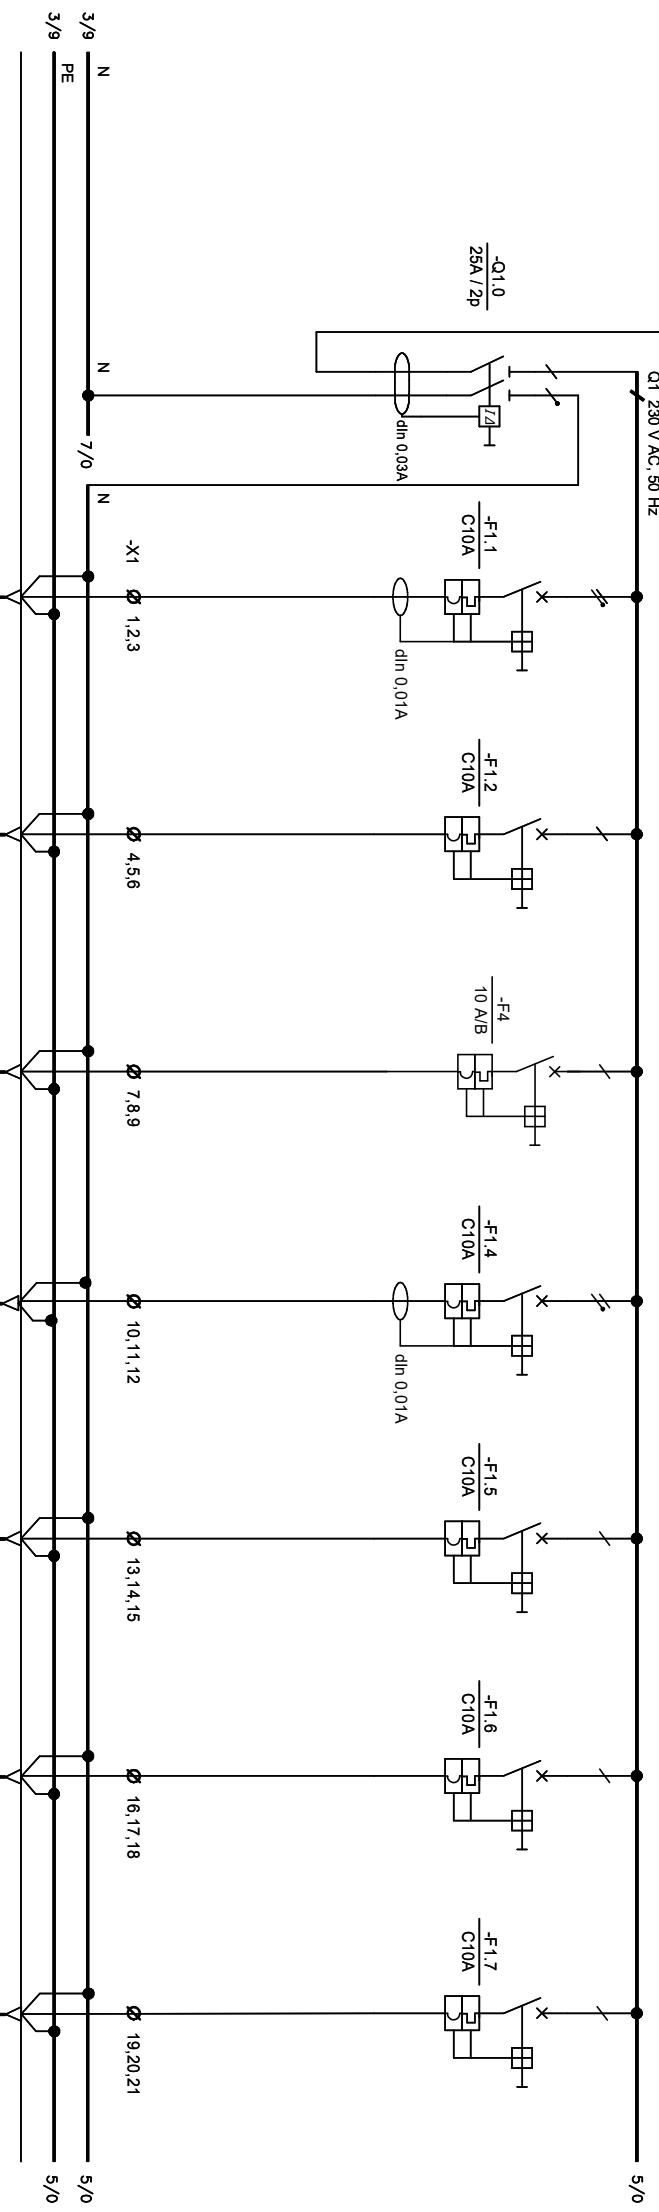 Q1 230 V AC, 50 Hz
5/0
-Q1.0
25A / 2p
I∆
dIn 0,03A
-F1.1
C10A
dIn 0,01A
-F1.2
C10A
-F4
10 A/B
-F1.4
C10A
dIn 0,01A
-F1.5
C10A
-F1.6
C10A
-F1.7
C10A
-X1
1,2,3
4,5,6
7,8,9
10,11,12
13,14,15
16,17,18
19,20,21
3/9
N
N
7/0
N
5/0
3/9
PE
5/0